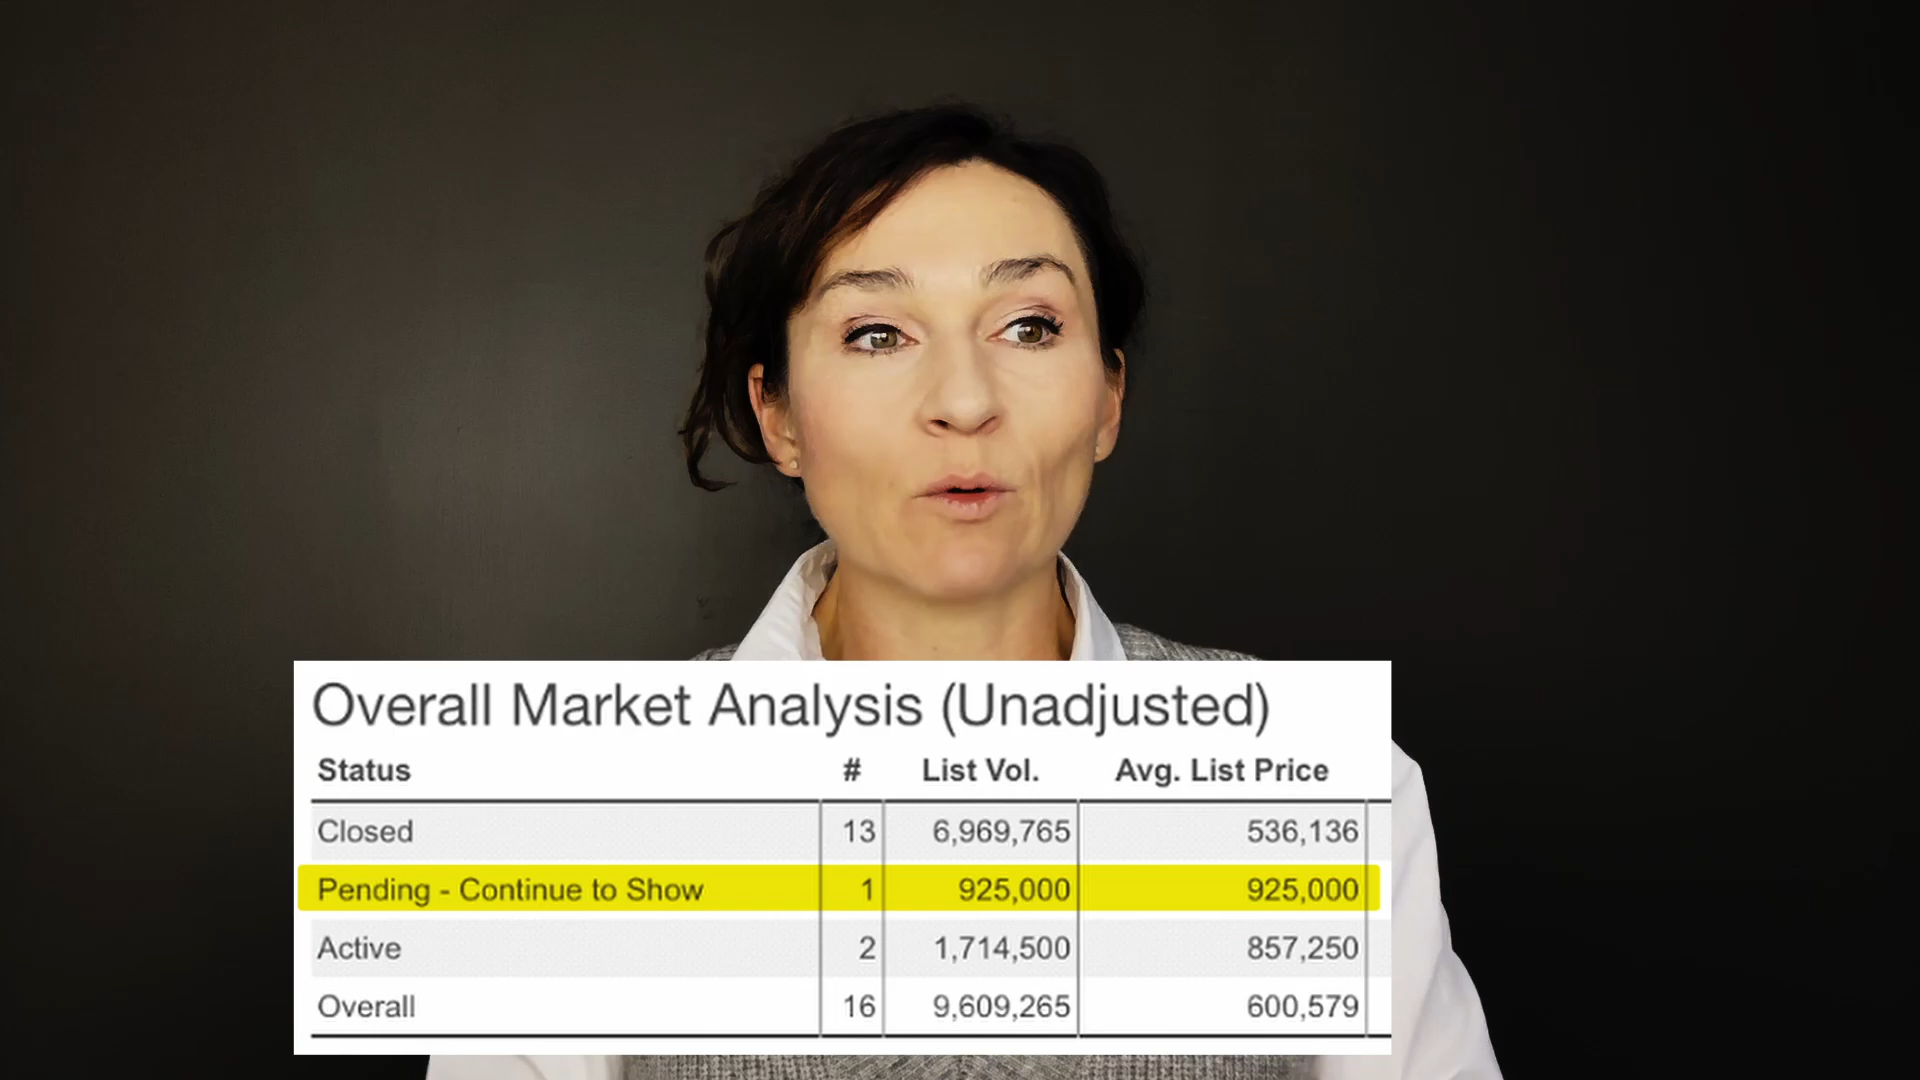 Overall Market Analysis (Unadjusted)
Status # List Vol. Avg. List Price
Closed 13 6,969,765 536,136
Pending - Continue to Show 1 925,000 925,000
Active 2 1,714,500 857,250
Overall 16 9,609,265 600,579